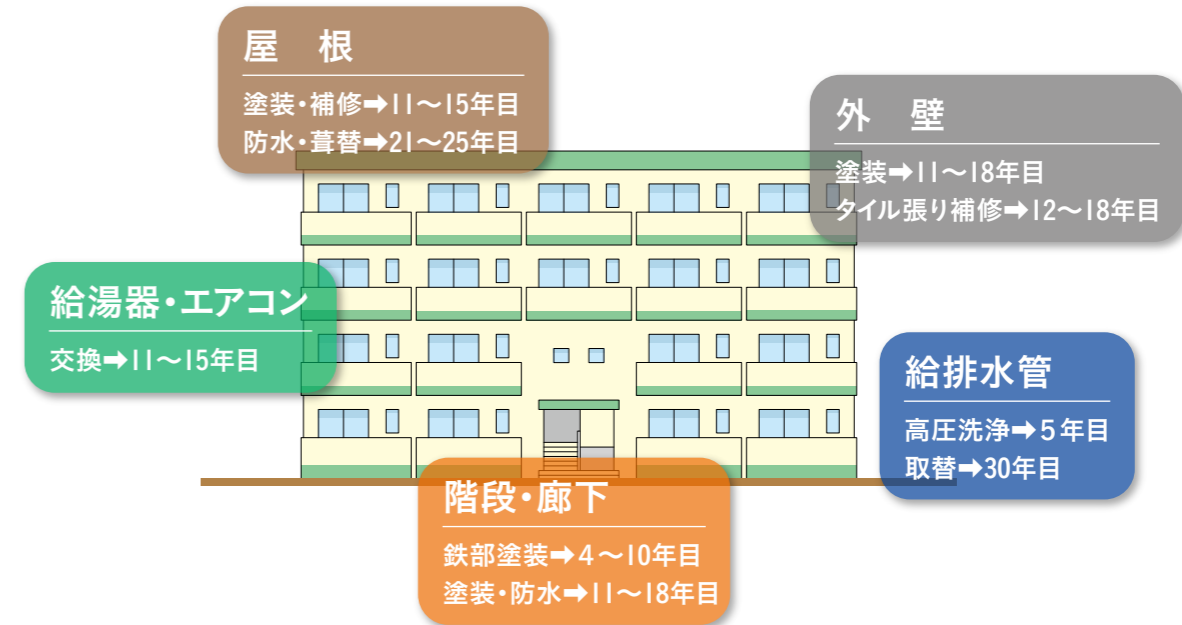 屋　根
塗装・補修➡11～15年目
防水・葺替➡21～25年目
外　壁
塗装➡11～18年目
タイル張り補修➡12～18年目
給湯器・エアコン
交換➡11～15年目
給排水管
高圧洗浄➡5年目
取替➡30年目
階段・廊下
鉄部塗装➡4～10年目
塗装・防水➡11～18年目